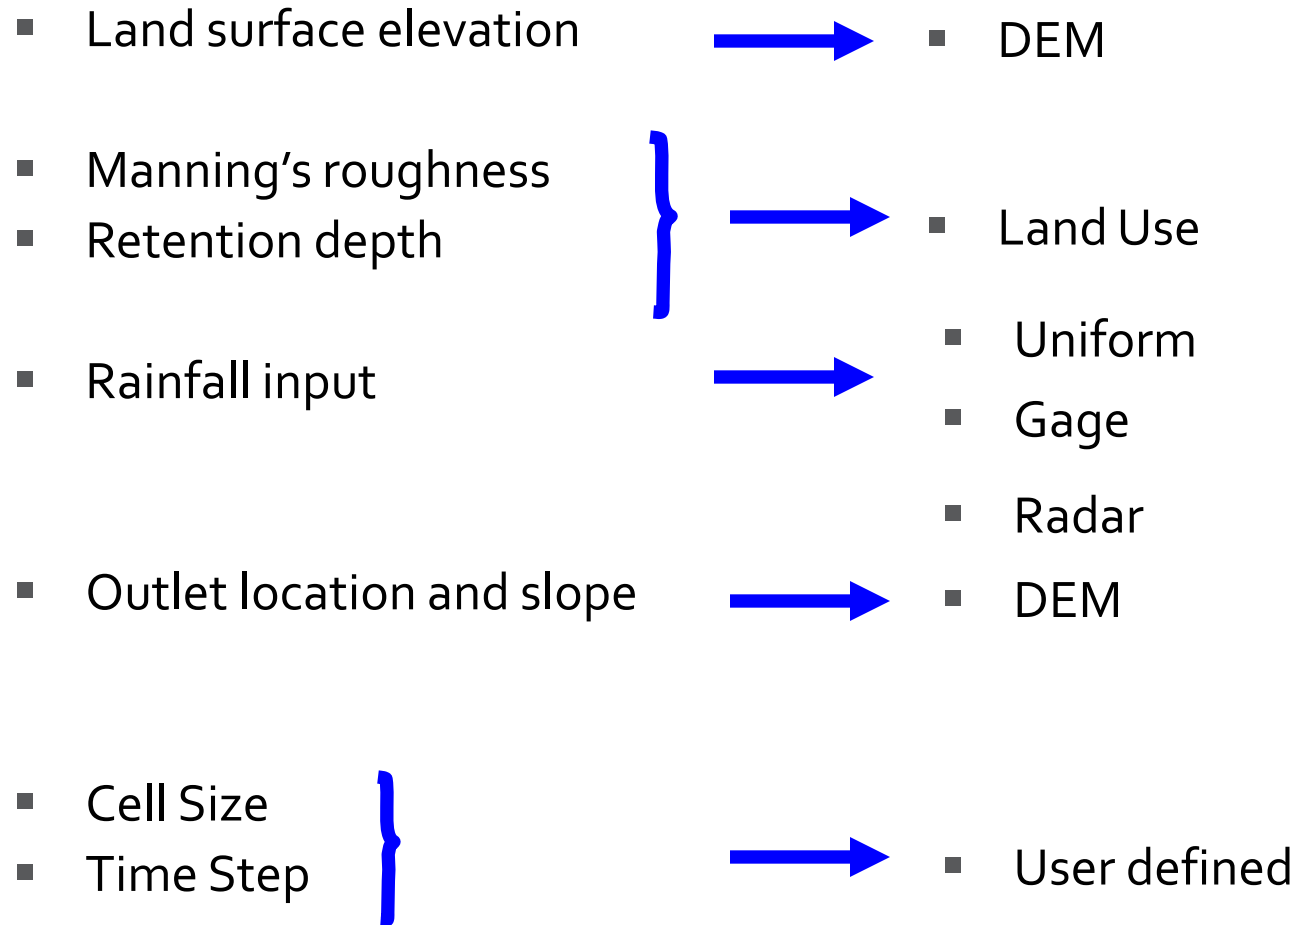 Land surface elevation
DEM
Manning’s roughness
Retention depth
Land Use
Rainfall input
Uniform
Gage
Radar
Outlet location and slope
DEM
Cell Size
Time Step
User defined